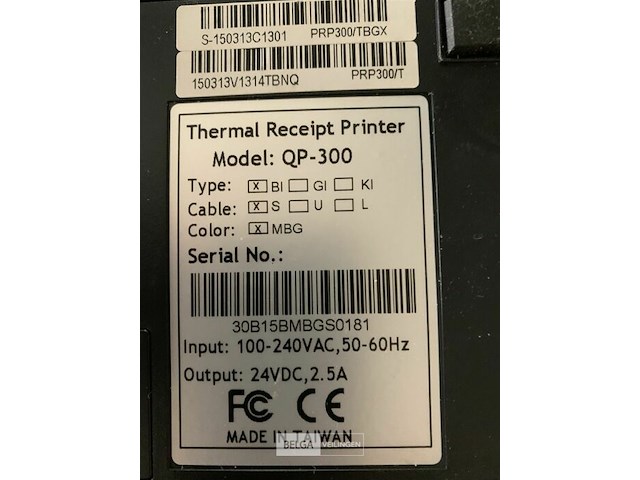 S-150313C1301 PRP300/TBGX
150313V1314TBNQ PRP300/T
Thermal Receipt Printer
Model: QP-300
Type: X BI GI KI
Cable: X S U L
Color: X MBG
Serial No.:
30B15BMBGS0181
Input: 100-240VAC,50-60Hz
Output: 24VDC,2.5A
FC CE
MADE IN TAIWAN
BELGA VEILINGEN